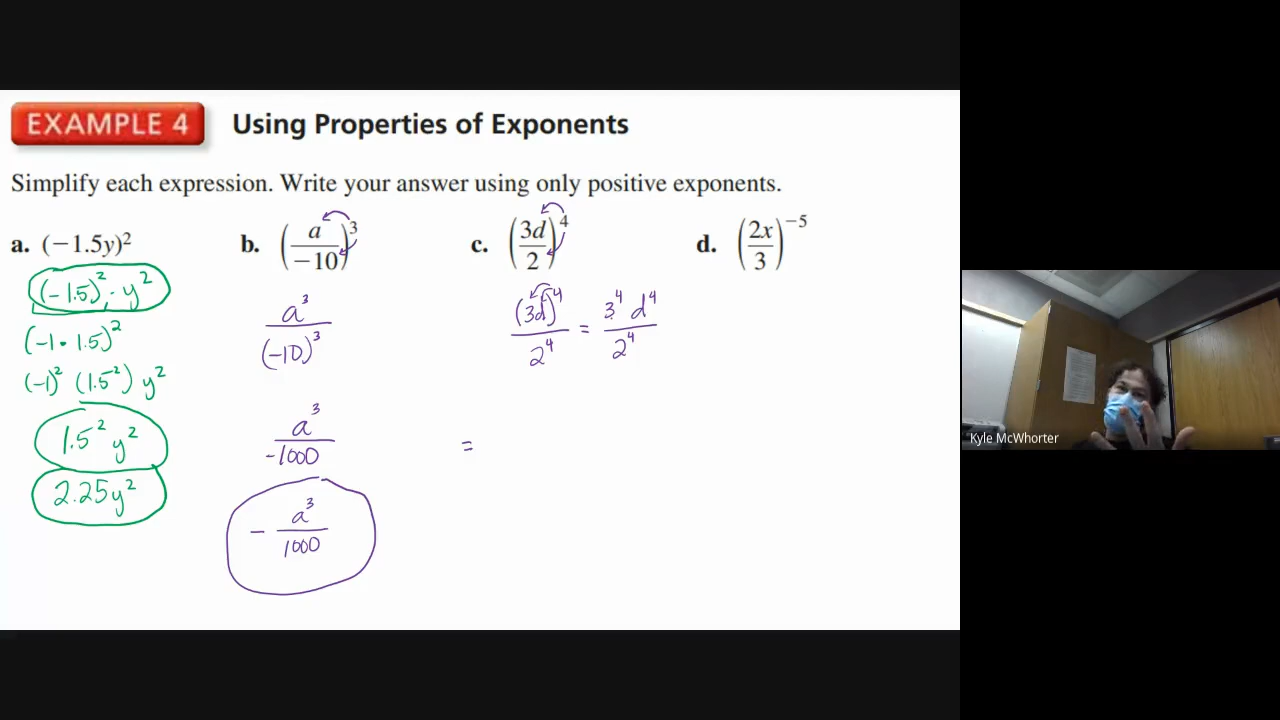 EXAMPLE 4 Using Properties of Exponents
Simplify each expression. Write your answer using only positive exponents.
a. (−1.5y)²
(-1.5)² · y²
(-1 · 1.5)²
(-1)² (1.5²) y²
1.5² y²
2.25y²
b. (a/−10)³
a³/(-10)³
a³/-1000
- a³/1000
c. (3d/2)⁴
(3d)⁴/2⁴ = 3⁴ d⁴/2⁴
=
d. (2x/3)⁻⁵
Kyle McWhorter